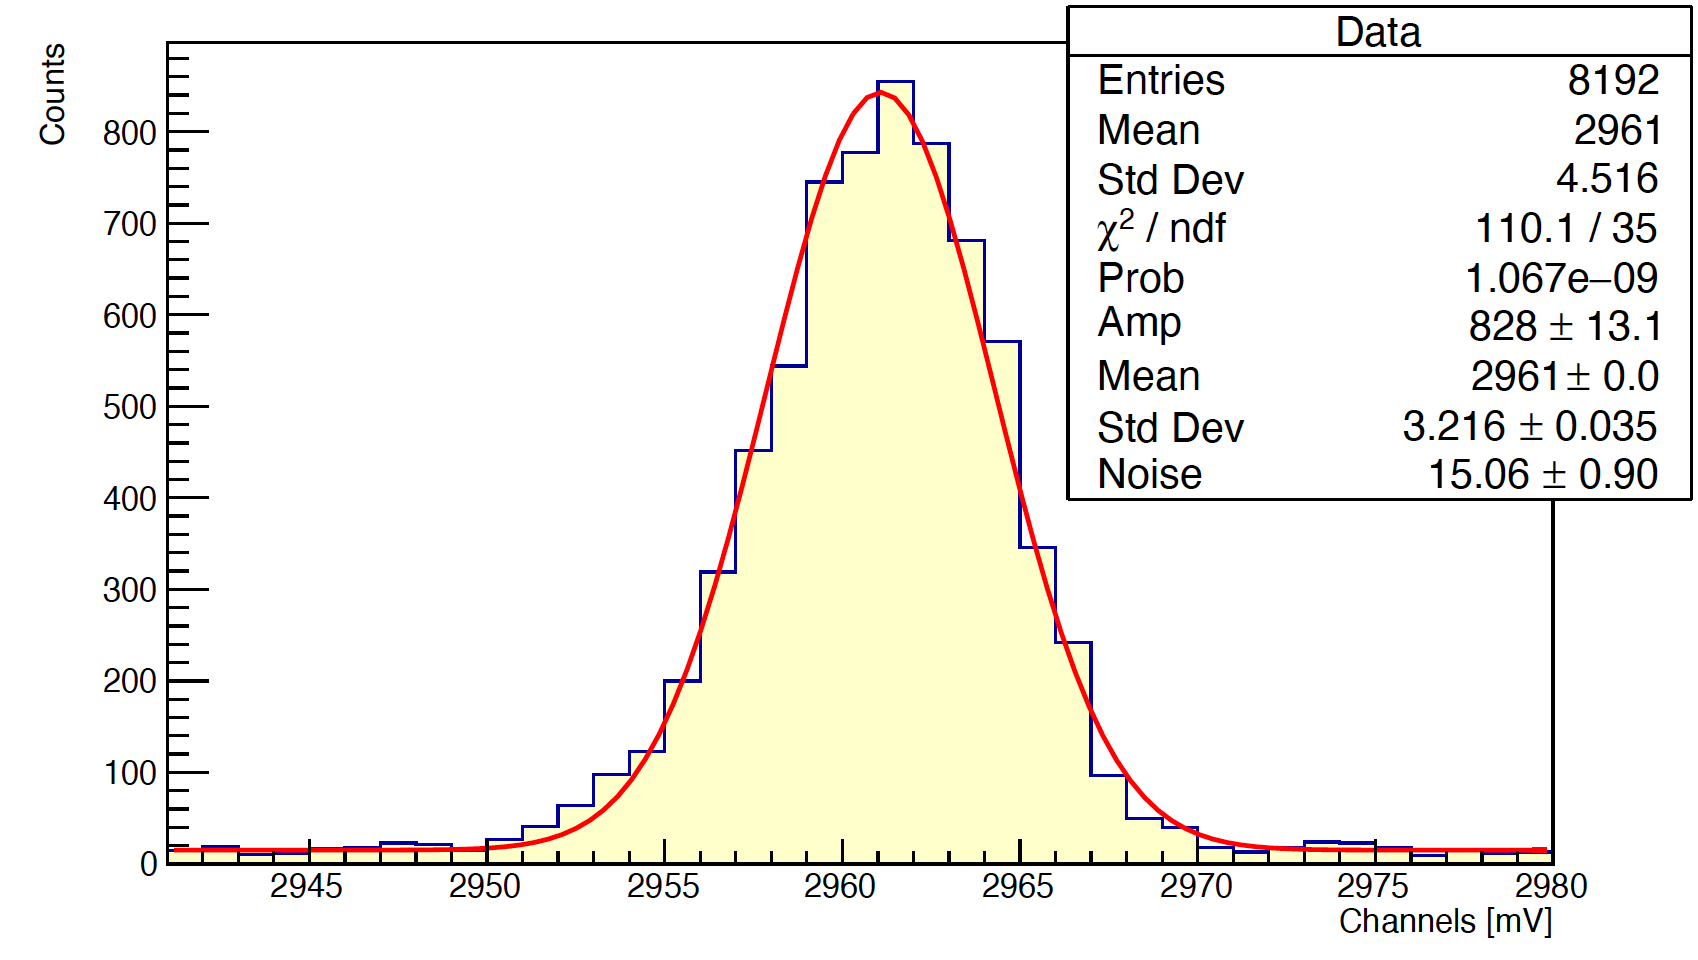 Counts
800
700
600
500
400
300
200
100
0
2945 2950 2955 2960 2965 2970 2975 2980
Channels [mV]
Data
Entries 8192
Mean 2961
Std Dev 4.516
χ² / ndf 110.1 / 35
Prob 1.067e−09
Amp 828 ± 13.1
Mean 2961± 0.0
Std Dev 3.216 ± 0.035
Noise 15.06 ± 0.90